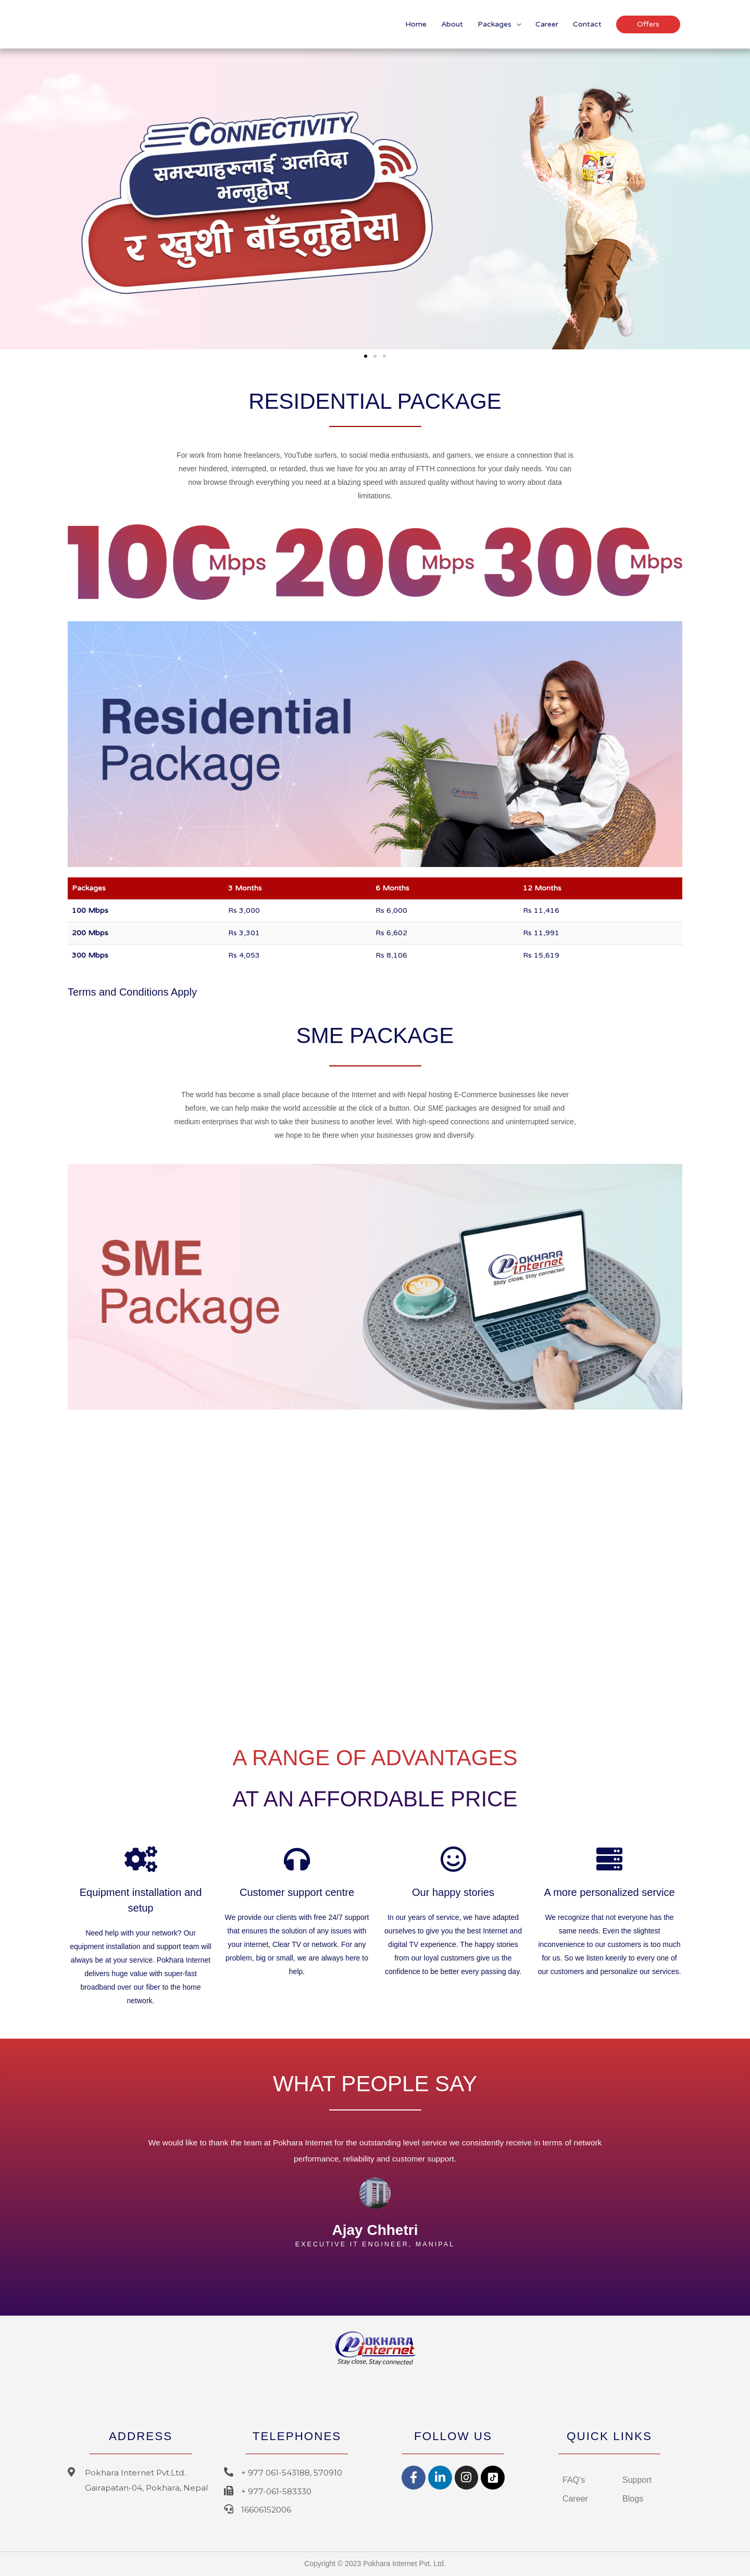 Home About Packages Career Contact Offers
CONNECTIVITY
समस्याहरुलाई अलविदा
भन्नुहोस्
र खुशी बाँड्नुहोस!
RESIDENTIAL PACKAGE
For work from home freelancers, YouTube surfers, to social media enthusiasts, and gamers, we ensure a connection that is
never hindered, interrupted, or retarded, thus we have for you an array of FTTH connections for your daily needs. You can
now browse through everything you need at a blazing speed with assured quality without having to worry about data
limitations.
100 Mbps 200 Mbps 300 Mbps
Residential
Package
POKHARA
internet
Packages 3 Months 6 Months 12 Months
100 Mbps Rs 3,000 Rs 6,000 Rs 11,416
200 Mbps Rs 3,301 Rs 6,602 Rs 11,991
300 Mbps Rs 4,053 Rs 8,106 Rs 15,619
Terms and Conditions Apply
SME PACKAGE
The world has become a small place because of the Internet and with Nepal hosting E-Commerce businesses like never
before, we can help make the world accessible at the click of a button. Our SME packages are designed for small and
medium enterprises that wish to take their business to another level. With high-speed connections and uninterrupted service,
we hope to be there when your businesses grow and diversify.
SME
Package
POKHARA
internet
Stay close, Stay connected
A RANGE OF ADVANTAGES
AT AN AFFORDABLE PRICE
Equipment installation and
setup
Need help with your network? Our
equipment installation and support team will
always be at your service. Pokhara Internet
delivers huge value with super-fast
broadband over our fiber to the home
network.
Customer support centre
We provide our clients with free 24/7 support
that ensures the solution of any issues with
your internet, Clear TV or network. For any
problem, big or small, we are always here to
help.
Our happy stories
In our years of service, we have adapted
ourselves to give you the best Internet and
digital TV experience. The happy stories
from our loyal customers give us the
confidence to be better every passing day.
A more personalized service
We recognize that not everyone has the
same needs. Even the slightest
inconvenience to our customers is too much
for us. So we listen keenly to every one of
our customers and personalize our services.
WHAT PEOPLE SAY
We would like to thank the team at Pokhara Internet for the outstanding level service we consistently receive in terms of network
performance, reliability and customer support.
Ajay Chhetri
EXECUTIVE IT ENGINEER, MANIPAL
POKHARA
internet
Stay close, Stay connected
ADDRESS
Pokhara Internet Pvt.Ltd.
Gairapatan-04, Pokhara, Nepal
TELEPHONES
+ 977 061-543188, 570910
+ 977-061-583330
16606152006
FOLLOW US
QUICK LINKS
FAQ's Support
Career Blogs
Copyright © 2023 Pokhara Internet Pvt. Ltd.